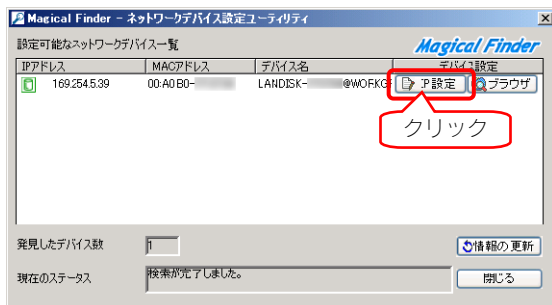 Magical Finder - ネットワークデバイス設定ユーティリティ
設定可能なネットワークデバイス一覧
Magical Finder
IPアドレス MACアドレス デバイス名 デバイス設定
169.254.5.39 00:A0:B0- LANDISK- @WORKG IP設定 ブラウザ
クリック
発見したデバイス数 1 情報の更新
現在のステータス 検索が完了しました。 閉じる